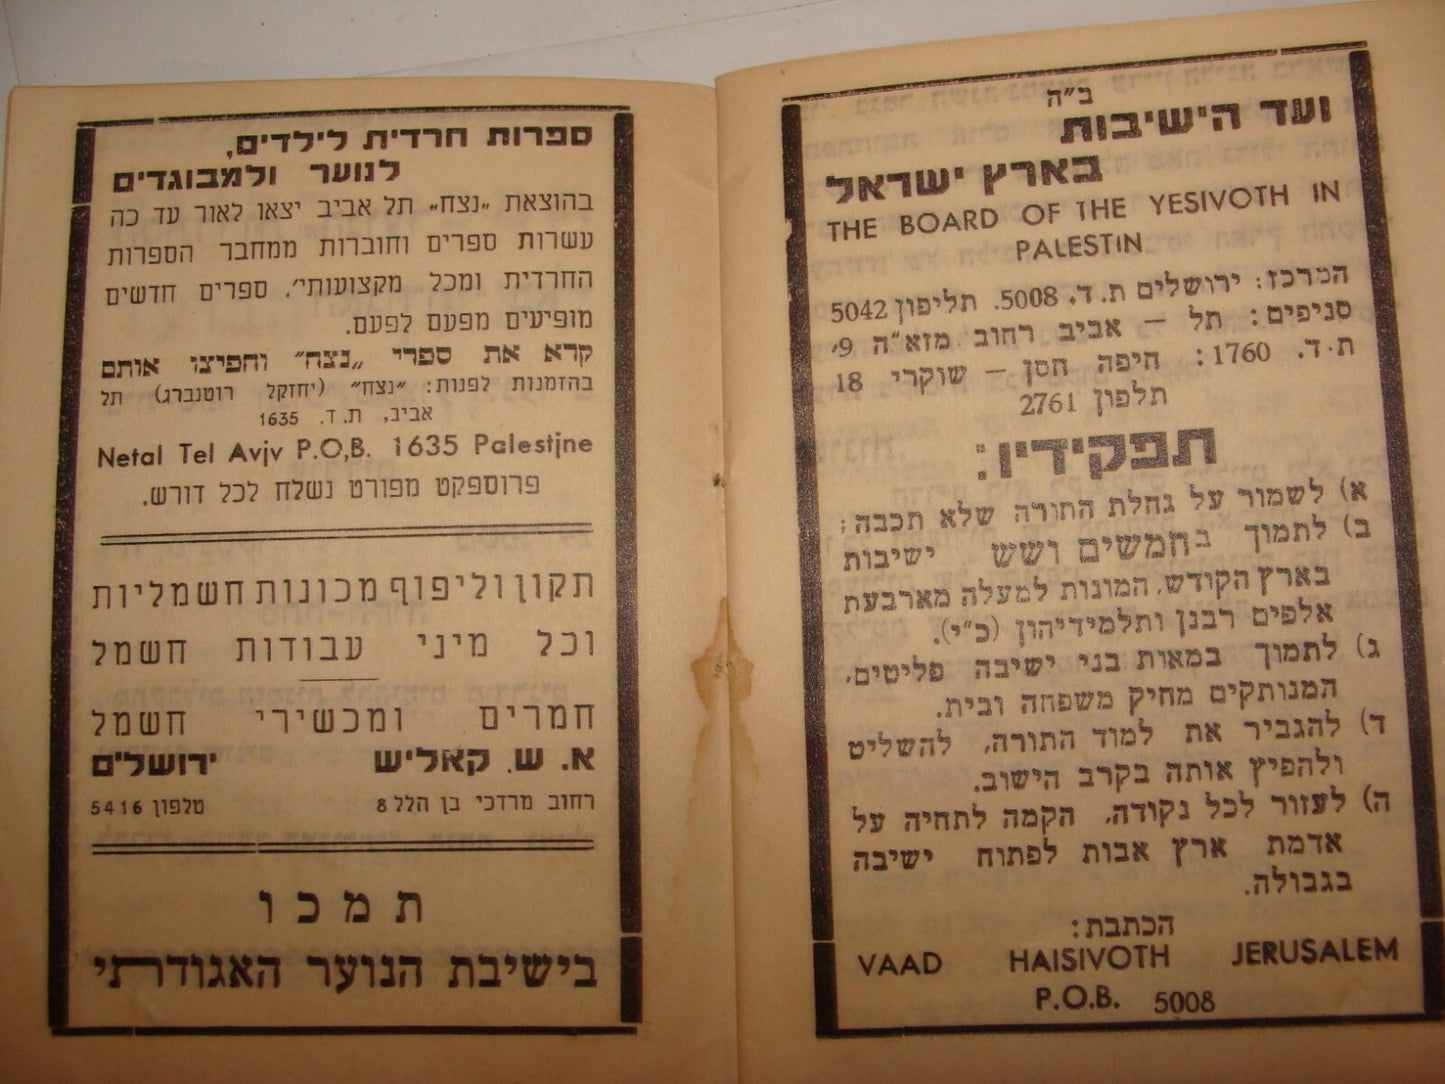 ב״ה
ועד הישיבות
בארץ ישראל
THE BOARD OF THE YESIVOTH IN
PALESTIN
המרכז: ירושלים ת. ד. 5008. תליפון 5042
סניפים: תל — אביב רחוב מזא״ה 9,
ת. ד. 1760: חיפה חסן — שוקרי 18
תלפון 2761
תפקידיו:
א) לשמור על גחלת התורה שלא תכבה;
ב) לתמוך בחמשים ושש ישיבות
בארץ הקודש, המונות למעלה מארבעת
אלפים רבנן ותלמידיהון (כ״י).
ג) לתמוך במאות בני ישיבה פליטים,
המנותקים מחיק משפחה ובית.
ד) להגביר את למוד התורה, להשליט
ולהפיץ אותה בקרב הישוב.
ה) לעזור לכל נקודה, הקמה לתחיה על
אדמת ארץ אבות לפתוח ישיבה
בגבולה.
הכתבת:
VAAD HAISIVOTH JERUSALEM
P.O.B. 5008
ספרות חרדית לילדים,
לנוער ולמבוגדים
בהוצאת „נצח״ תל אביב יצאו לאור עד כה
עשרות ספרים וחוברות ממחבר הספרות
החרדית ומכל מקצועותי׳. ספרים חדשים
מופיעים מפעם לפעם.
קרא את ספרי „נצח״ והפיצו אותם
בהזמנות לפנות: „נצח״ (יחזקל רוטנברג) תל
אביב, ת. ד. 1635
Netal Tel Avjv P.O,B. 1635 Palestjne
פרוספקט מפורט נשלח לכל דורש.
תקון וליפוף מכונות חשמליות
וכל מיני עבודות חשמל
חמרים ומכשירי חשמל
א. ש. קאליש ירושלים
רחוב מרדכי בן הלל 8 טלפון 5416
תמכו
בישיבת הנוער האגודתי